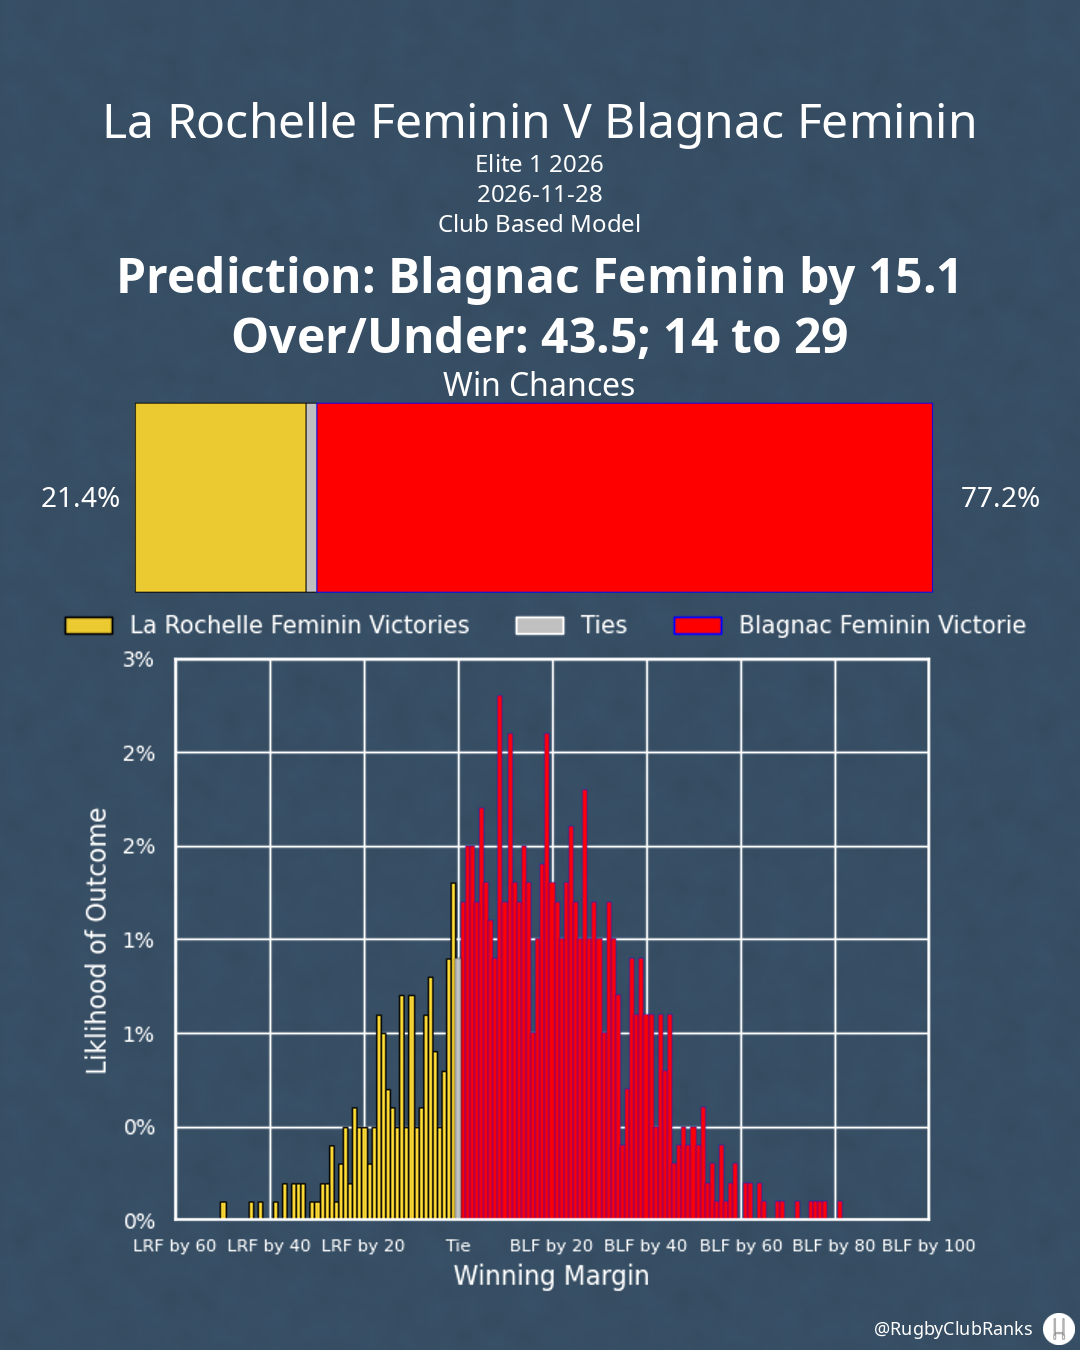 La Rochelle Feminin V Blagnac Feminin
Elite 1 2026
2026-11-28
Club Based Model
Prediction: Blagnac Feminin by 15.1
Over/Under: 43.5; 14 to 29
Win Chances
21.4%
77.2%
La Rochelle Feminin Victories
Ties
Blagnac Feminin Victorie
3%
2%
2%
1%
1%
0%
0%
Liklihood of Outcome
LRF by 60
LRF by 40
LRF by 20
Tie
BLF by 20
BLF by 40
BLF by 60
BLF by 80
BLF by 100
Winning Margin
@RugbyClubRanks